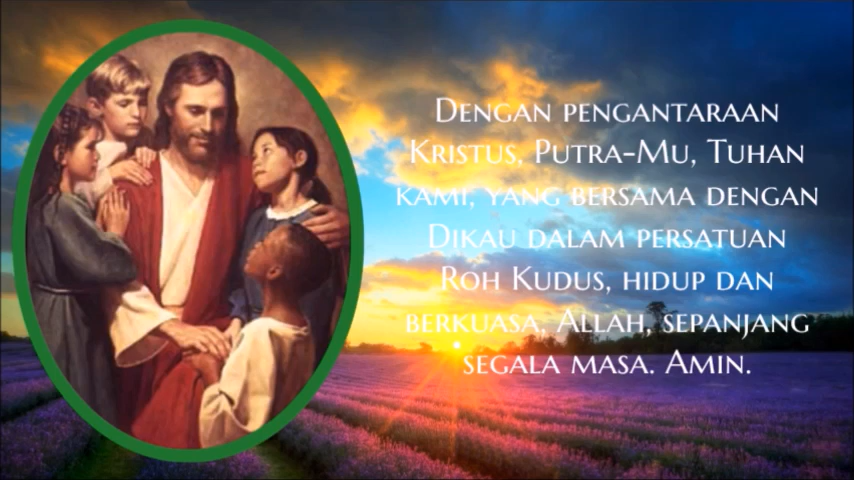 Dengan pengantaraan
Kristus, Putra-Mu, Tuhan
kami, yang bersama dengan
Dikau dalam persatuan
Roh Kudus, hidup dan
berkuasa, Allah, sepanjang
segala masa. Amin.